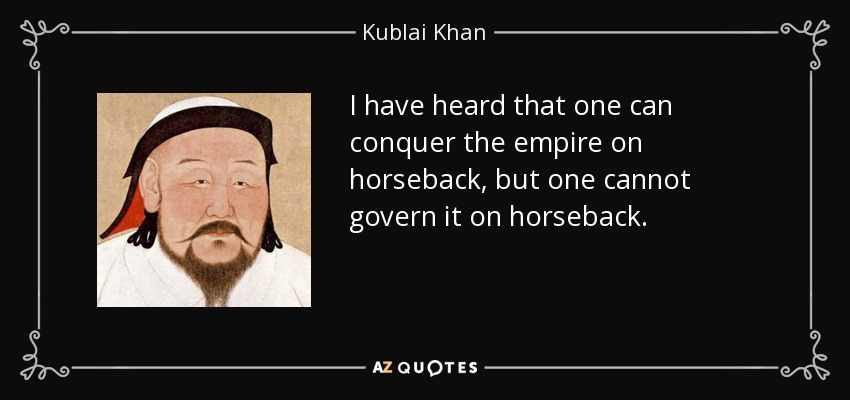 Kublai Khan
I have heard that one can
conquer the empire on
horseback, but one cannot
govern it on horseback.
AZ QUOTES